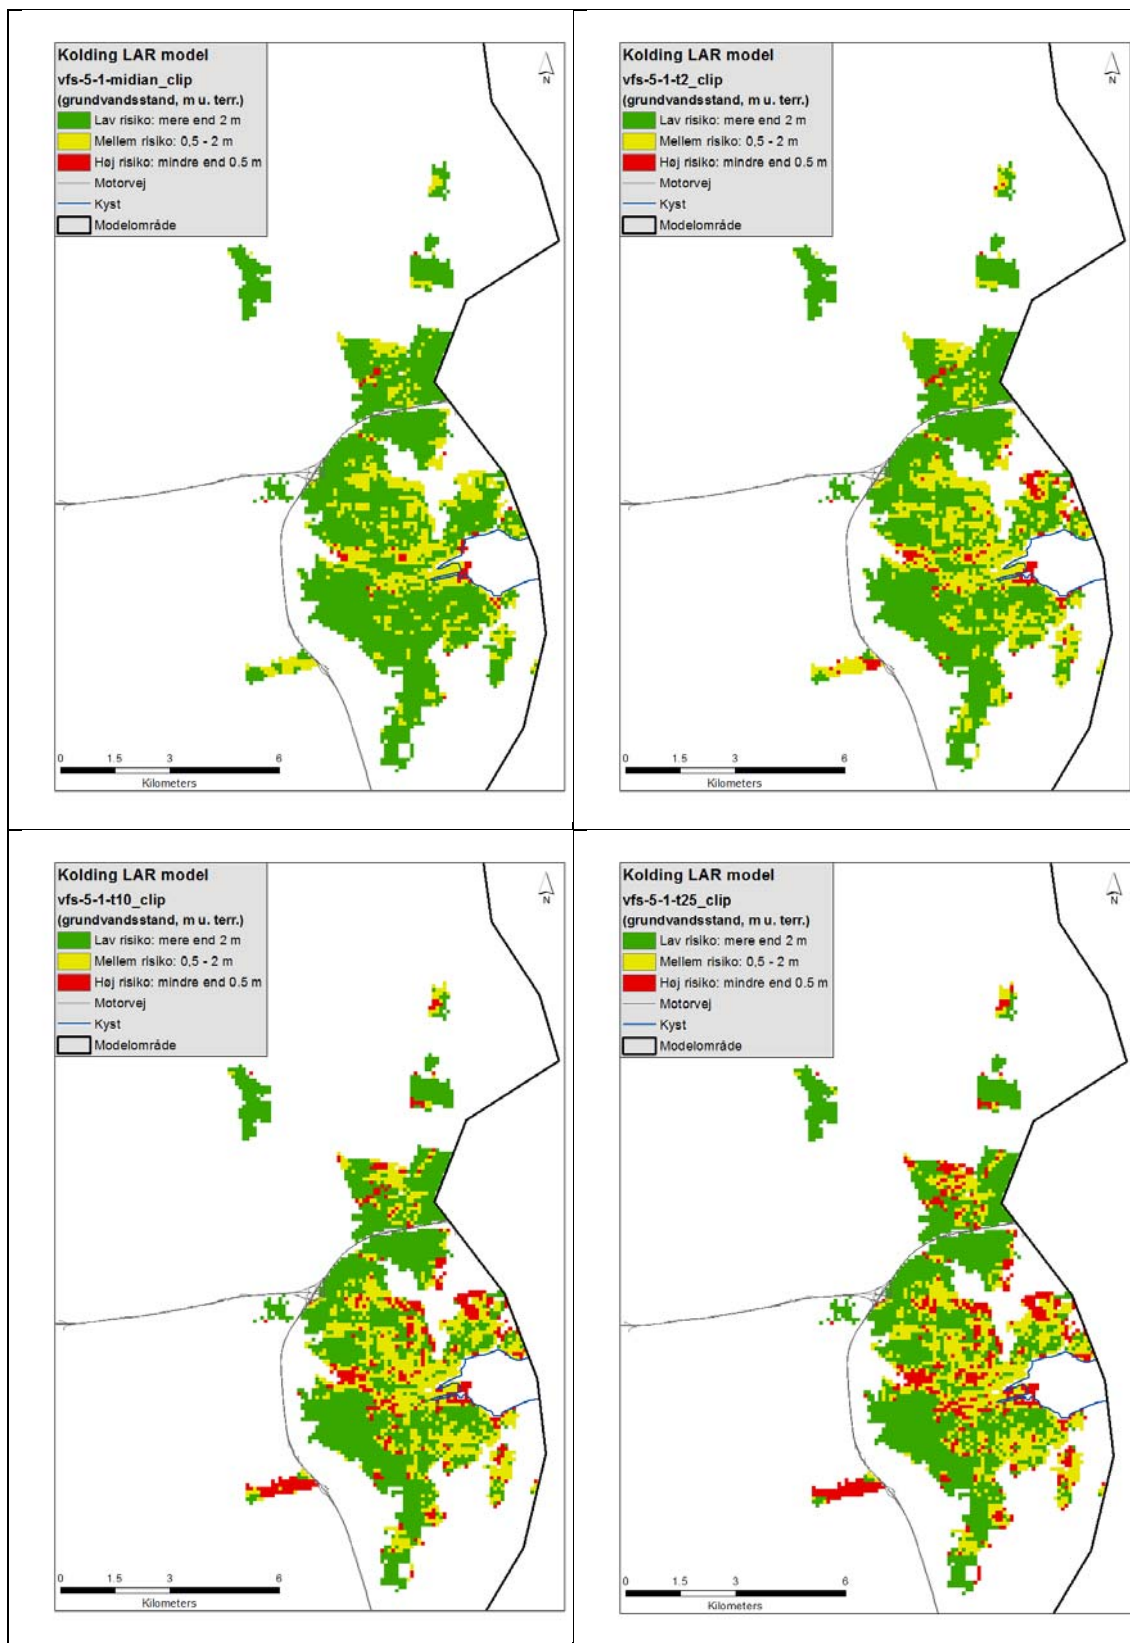 Kolding LAR model
vfs-5-1-midian_clip
(grundvandsstand, m u. terr.)
Lav risiko: mere end 2 m
Mellem risiko: 0,5 - 2 m
Høj risiko: mindre end 0.5 m
Motorvej
Kyst
Modelområde
N
0 1.5 3 6
Kilometers
Kolding LAR model
vfs-5-1-t2_clip
(grundvandsstand, m u. terr.)
Lav risiko: mere end 2 m
Mellem risiko: 0,5 - 2 m
Høj risiko: mindre end 0.5 m
Motorvej
Kyst
Modelområde
N
0 1.5 3 6
Kilometers
Kolding LAR model
vfs-5-1-t10_clip
(grundvandsstand, m u. terr.)
Lav risiko: mere end 2 m
Mellem risiko: 0,5 - 2 m
Høj risiko: mindre end 0.5 m
Motorvej
Kyst
Modelområde
N
0 1.5 3 6
Kilometers
Kolding LAR model
vfs-5-1-t25_clip
(grundvandsstand, m u. terr.)
Lav risiko: mere end 2 m
Mellem risiko: 0,5 - 2 m
Høj risiko: mindre end 0.5 m
Motorvej
Kyst
Modelområde
N
0 1.5 3 6
Kilometers